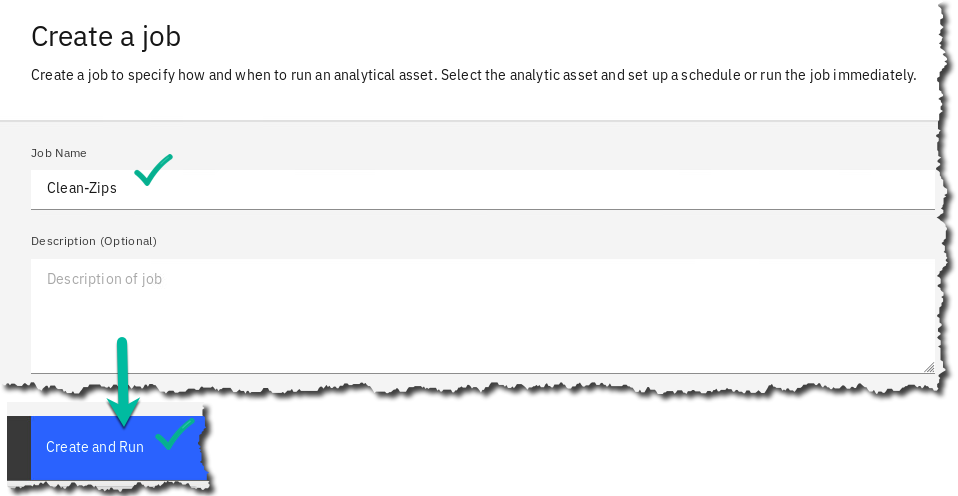 Create a job
Create a job to specify how and when to run an analytical asset. Select the analytic asset and set up a schedule or run the job immediately.
Job Name
Clean-Zips
Description (Optional)
Description of job
Create and Run